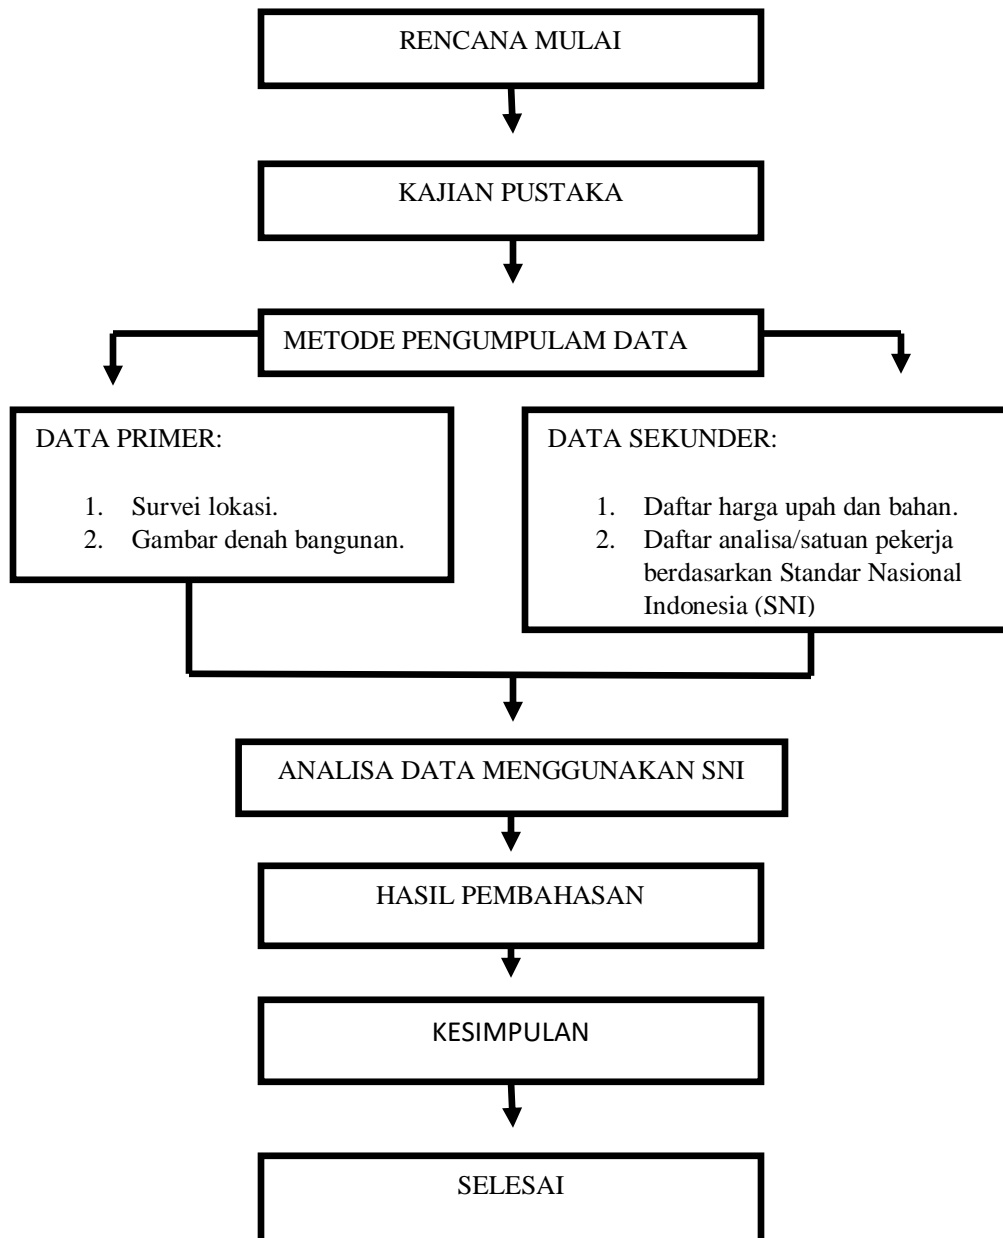 RENCANA MULAI
KAJIAN PUSTAKA
METODE PENGUMPULAM DATA
DATA PRIMER:
1. Survei lokasi.
2. Gambar denah bangunan.
DATA SEKUNDER:
1. Daftar harga upah dan bahan.
2. Daftar analisa/satuan pekerja
berdasarkan Standar Nasional
Indonesia (SNI)
ANALISA DATA MENGGUNAKAN SNI
HASIL PEMBAHASAN
KESIMPULAN
SELESAI